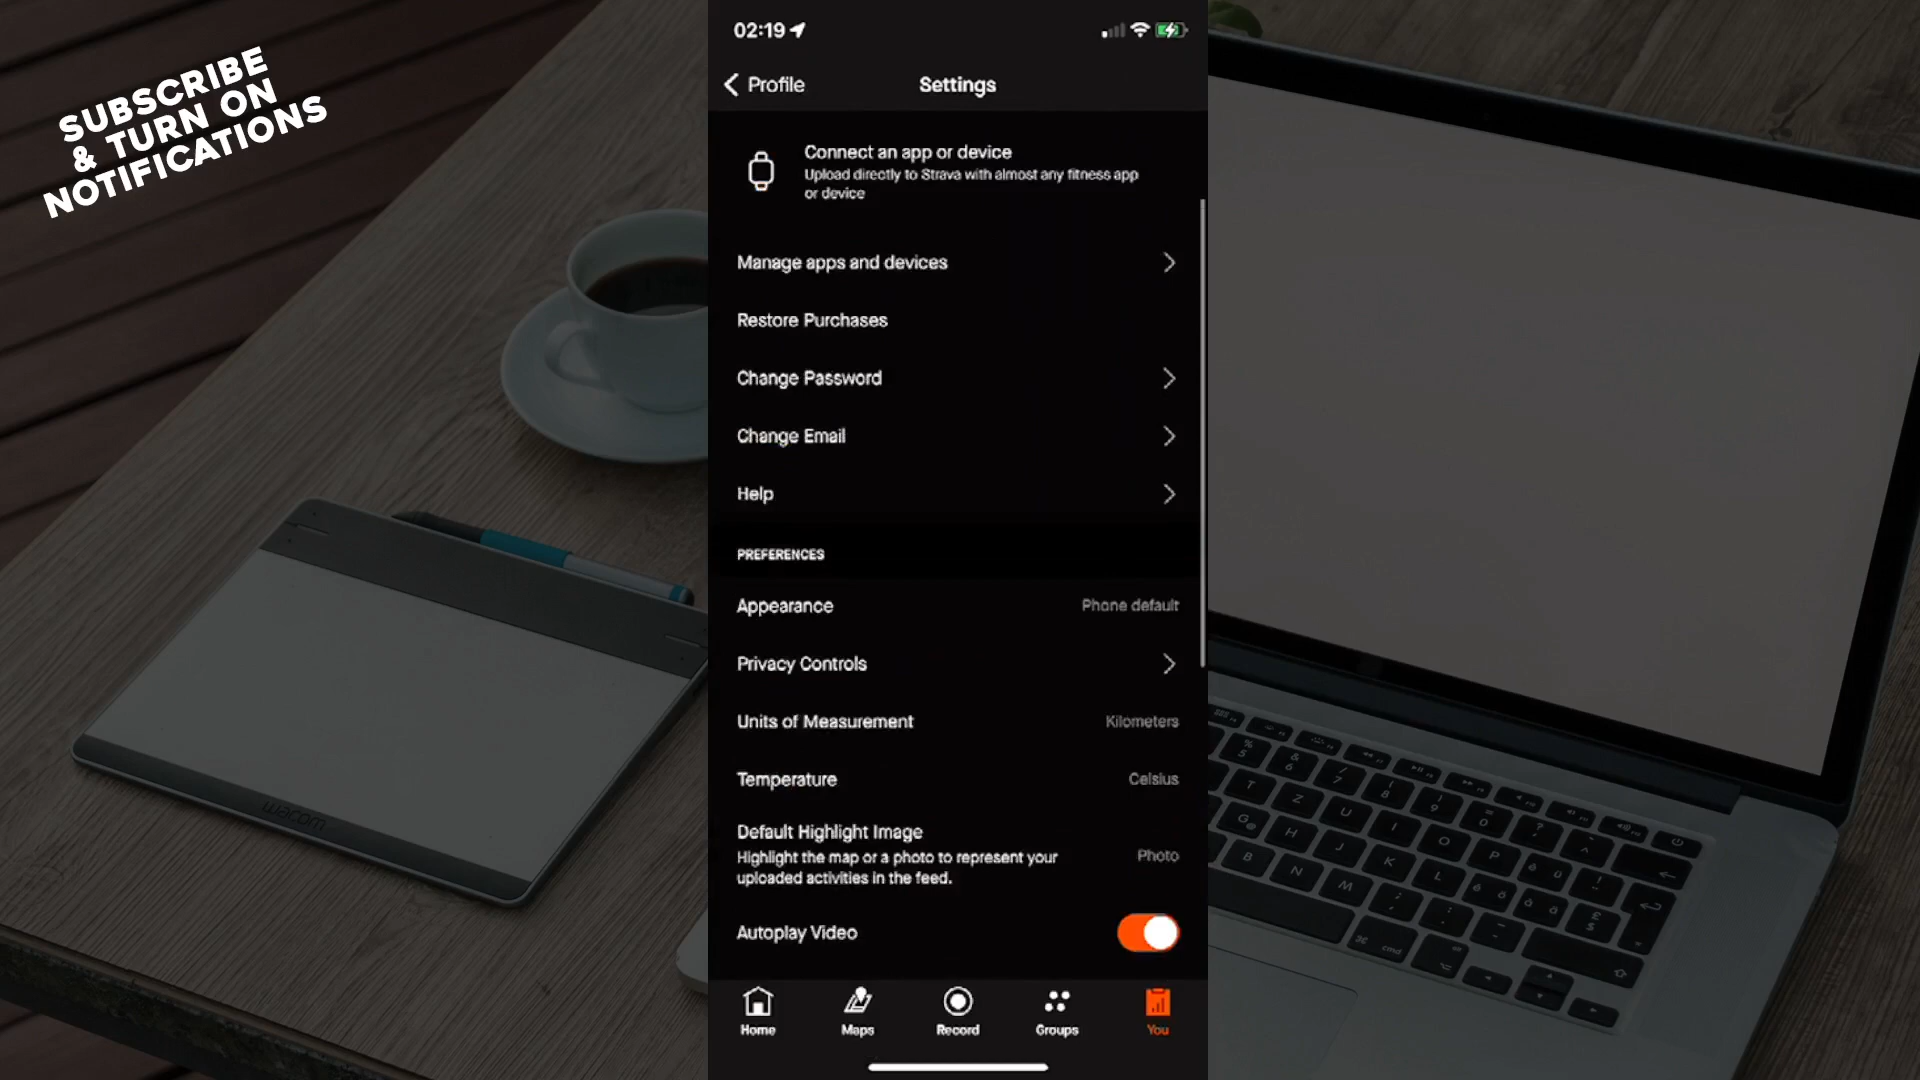 SUBSCRIBE
& TURN ON
NOTIFICATIONS
02:19
Profile
Settings
Connect an app or device
Upload directly to Strava with almost any fitness app
or device
Manage apps and devices
Restore Purchases
Change Password
Change Email
Help
PREFERENCES
Appearance
Phone default
Privacy Controls
Units of Measurement
Kilometers
Temperature
Celsius
Default Highlight Image
Highlight the map or a photo to represent your
uploaded activities in the feed.
Photo
Autoplay Video
Home
Maps
Record
Groups
You
wacom